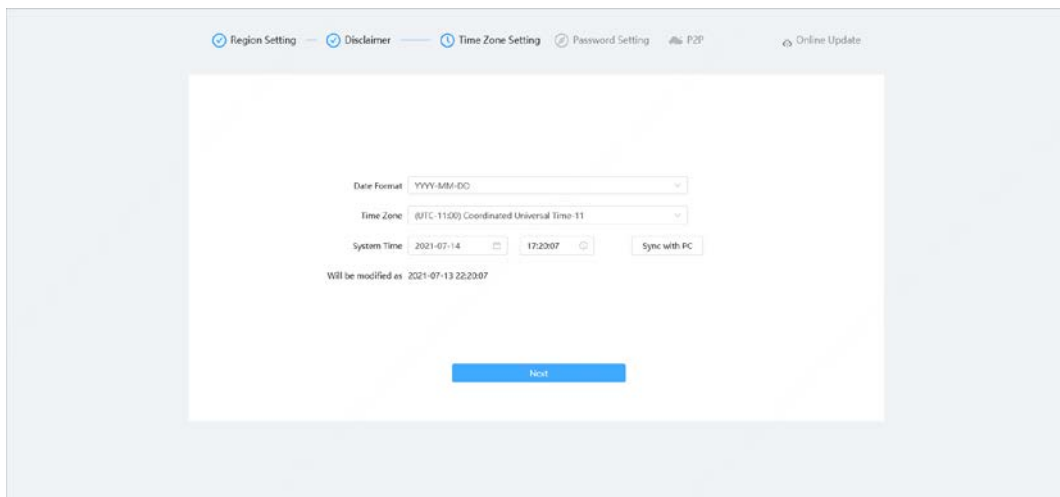 Region Setting Disclaimer Time Zone Setting Password Setting P2P Online Update
Date Format YYYY-MM-DD
Time Zone (UTC-11:00) Coordinated Universal Time-11
System Time 2021-07-14 17:20:07 Sync with PC
Will be modified as 2021-07-13 22:20:07
Next